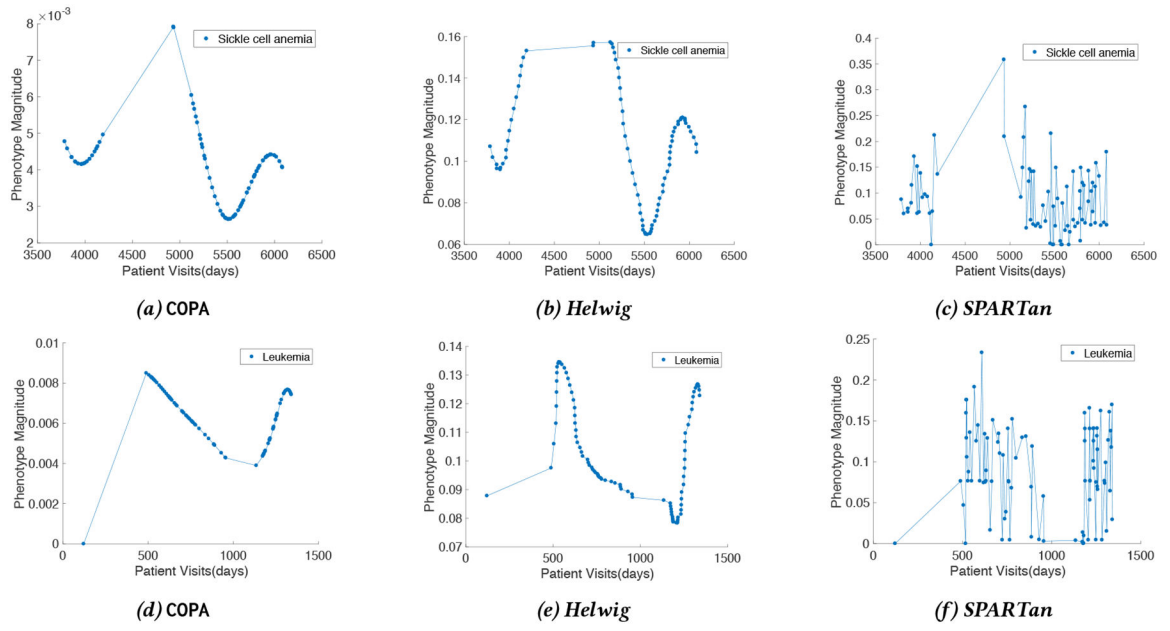 ×10⁻³
8
7
6
5
4
3
2
Phenotype Magnitude
Sickle cell anemia
3500 4000 4500 5000 5500 6000 6500
Patient Visits(days)
(a) COPA
0.16
0.14
0.12
0.1
0.08
0.06
Phenotype Magnitude
Sickle cell anemia
3500 4000 4500 5000 5500 6000 6500
Patient Visits(days)
(b) Helwig
0.4
0.35
0.3
0.25
0.2
0.15
0.1
0.05
0
Phenotype Magnitude
Sickle cell anemia
3500 4000 4500 5000 5500 6000 6500
Patient Visits(days)
(c) SPARTan
0.01
0.008
0.006
0.004
0.002
0
Phenotype Magnitude
Leukemia
0 500 1000 1500
Patient Visits(days)
(d) COPA
0.14
0.13
0.12
0.11
0.1
0.09
0.08
0.07
Phenotype Magnitude
Leukemia
0 500 1000 1500
Patient Visits(days)
(e) Helwig
0.25
0.2
0.15
0.1
0.05
0
Phenotype Magnitude
Leukemia
0 500 1000 1500
Patient Visits(days)
(f) SPARTan